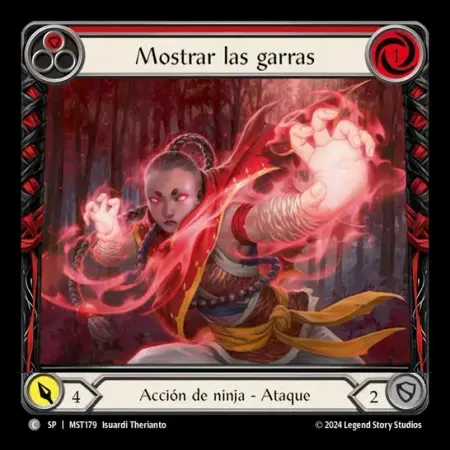 Mostrar las garras
1
4
Acción de ninja - Ataque
2
C SP | MST179 Isuardi Therianto
© 2024 Legend Story Studios